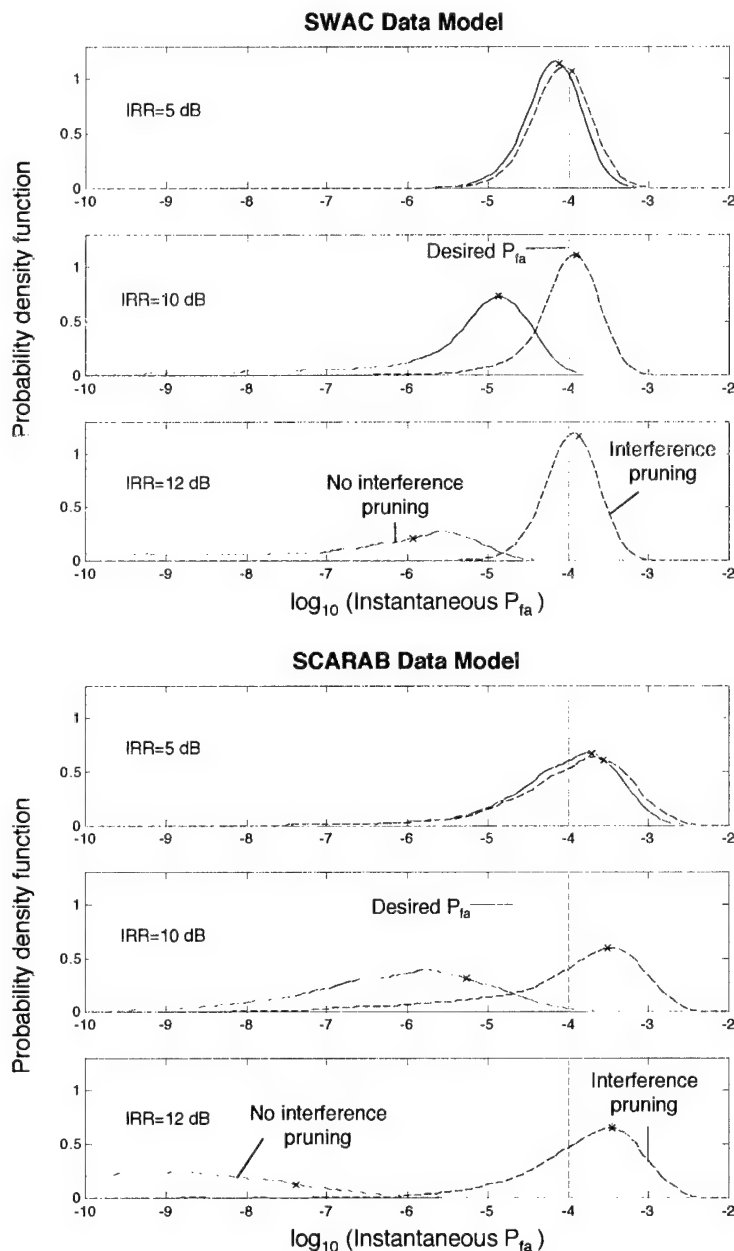 SWAC Data Model
Probability density function
1
0.5
0
IRR=5 dB
-10 -9 -8 -7 -6 -5 -4 -3 -2
1
0.5
0
Desired Pfa
IRR=10 dB
-10 -9 -8 -7 -6 -5 -4 -3 -2
1
0.5
0
IRR=12 dB
No interference
pruning
Interference
pruning
-10 -9 -8 -7 -6 -5 -4 -3 -2
log10 (Instantaneous Pfa)
SCARAB Data Model
Probability density function
1
0.5
0
IRR=5 dB
-10 -9 -8 -7 -6 -5 -4 -3 -2
1
0.5
0
Desired Pfa
IRR=10 dB
-10 -9 -8 -7 -6 -5 -4 -3 -2
1
0.5
0
IRR=12 dB
No interference
pruning
Interference
pruning
-10 -9 -8 -7 -6 -5 -4 -3 -2
log10 (Instantaneous Pfa)